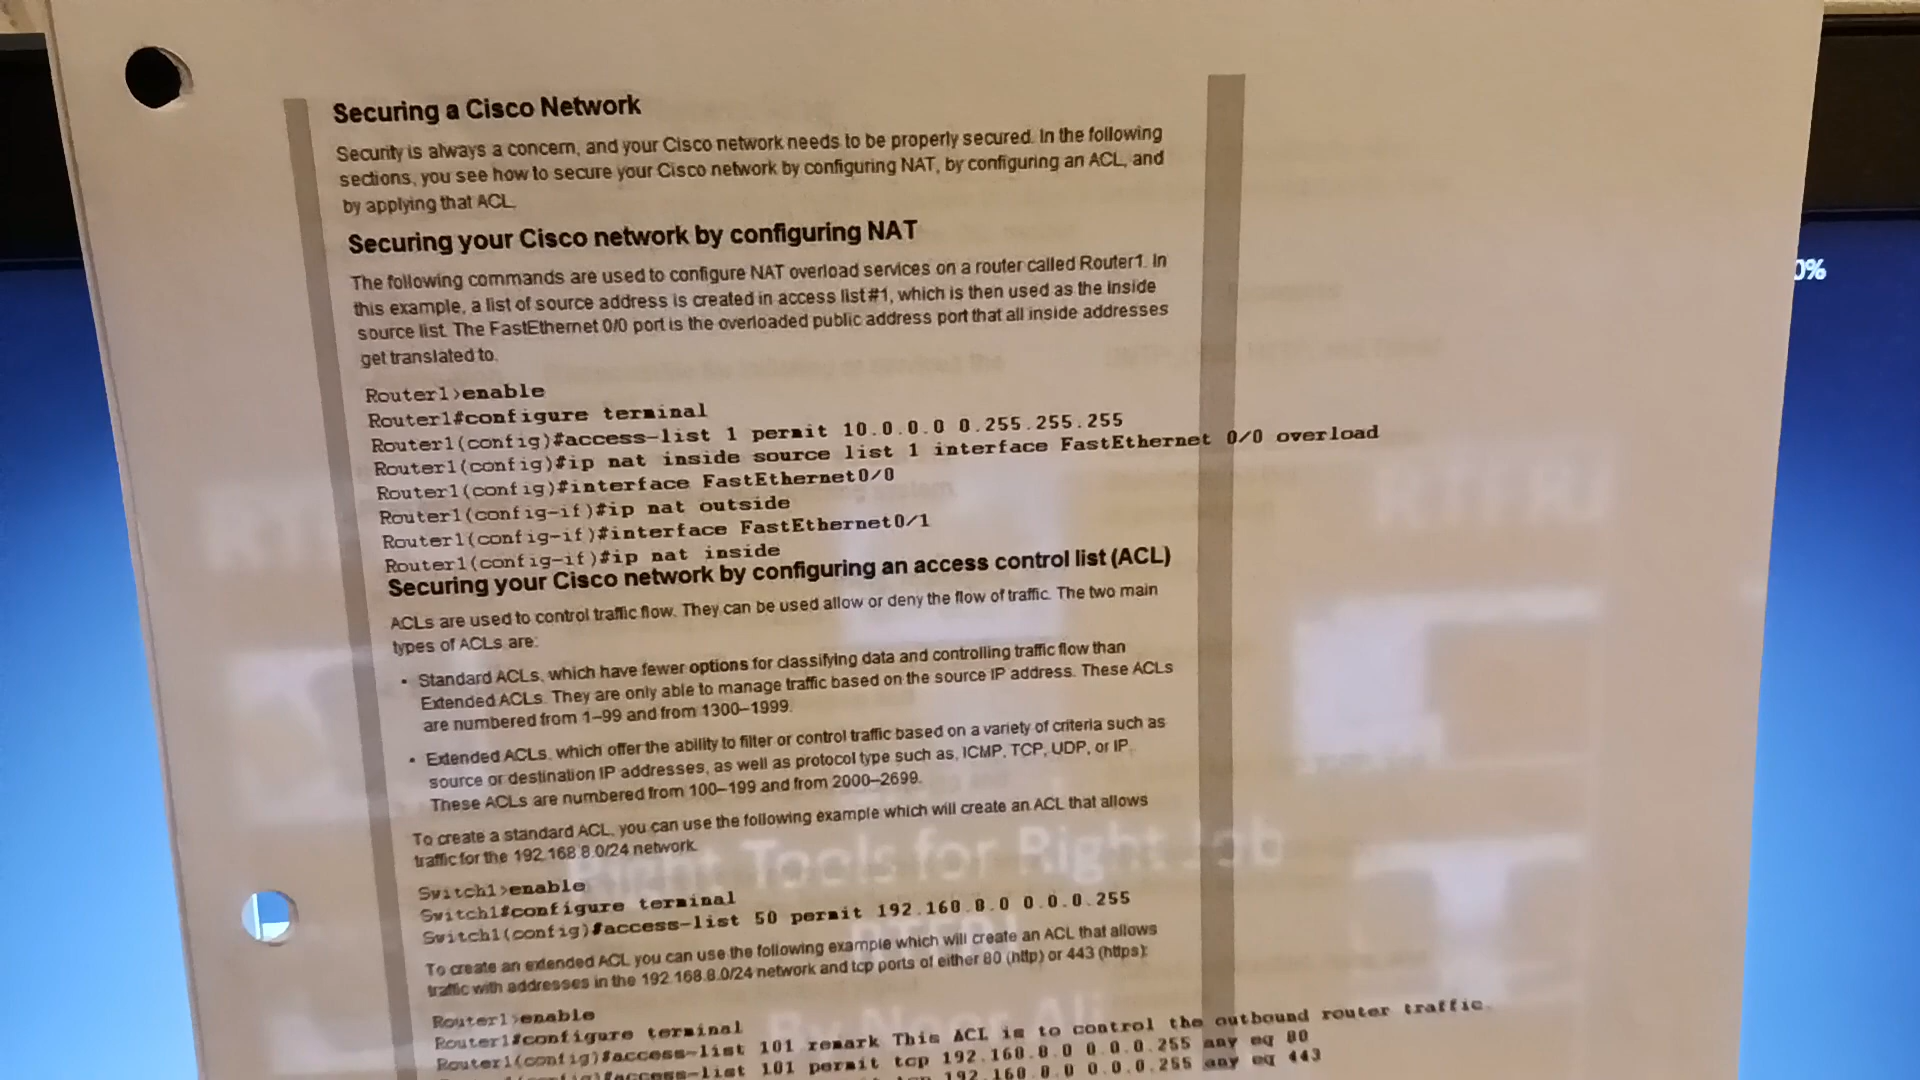 Securing a Cisco Network
Security is always a concern, and your Cisco network needs to be properly secured. In the following
sections, you see how to secure your Cisco network by configuring NAT, by configuring an ACL, and
by applying that ACL.
Securing your Cisco network by configuring NAT
The following commands are used to configure NAT overload services on a router called Router1. In
this example, a list of source address is created in access list #1, which is then used as the inside
source list. The FastEthernet 0/0 port is the overloaded public address port that all inside addresses
get translated to.
0%
Router1>enable
Router1#configure terminal
Router1(config)#access-list 1 permit 10.0.0.0 0.255.255.255
Router1(config)#ip nat inside source list 1 interface FastEthernet 0/0 overload
Router1(config)#interface FastEthernet0/0
Router1(config-if)#ip nat outside
Router1(config-if)#interface FastEthernet0/1
Router1(config-if)#ip nat inside
Securing your Cisco network by configuring an access control list (ACL)
ACLs are used to control traffic flow. They can be used allow or deny the flow of traffic. The two main
types of ACLs are:
• Standard ACLs, which have fewer options for classifying data and controlling traffic flow than
Extended ACLs. They are only able to manage traffic based on the source IP address. These ACLs
are numbered from 1–99 and from 1300–1999.
• Extended ACLs, which offer the ability to filter or control traffic based on a variety of criteria such as
source or destination IP addresses, as well as protocol type such as, ICMP, TCP, UDP, or IP.
These ACLs are numbered from 100–199 and from 2000–2699.
To create a standard ACL, you can use the following example which will create an ACL that allows
traffic for the 192.168.8.0/24 network.
Right Tools for Right Job
Switch1>enable
Switch1#configure terminal
Switch1(config)#access-list 50 permit 192.168.8.0 0.0.0.255
To create an extended ACL you can use the following example which will create an ACL that allows
traffic with addresses in the 192.168.8.0/24 network and tcp ports of either 80 (http) or 443 (https):
Router1>enable
Router1#configure terminal
Router1(config)#access-list 101 remark This ACL is to control the outbound router traffic.
Router1(config)#access-list 101 permit tcp 192.168.8.0 0.0.0.255 any eq 80
192.168.8.0 0.0.0.255 any eq 443